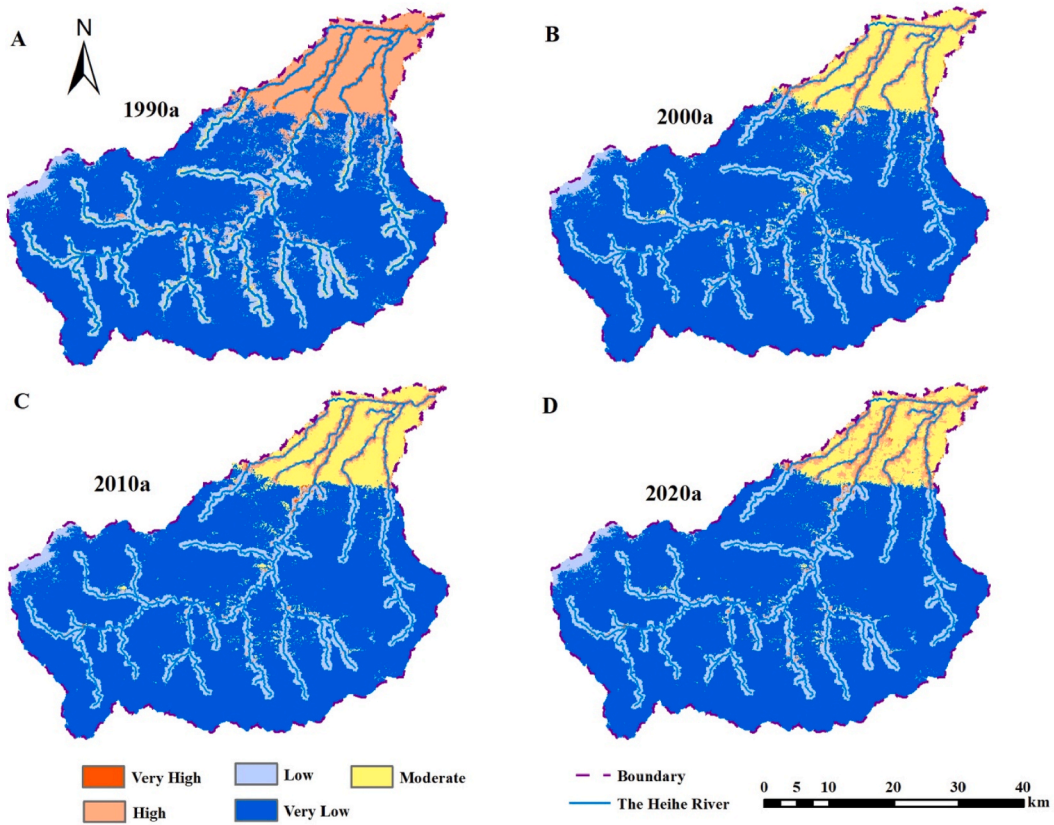 A
N
1990a
B
2000a
C
2010a
D
2020a
Very High
Low
Moderate
High
Very Low
Boundary
The Heihe River
0 5 10 20 30 40
km